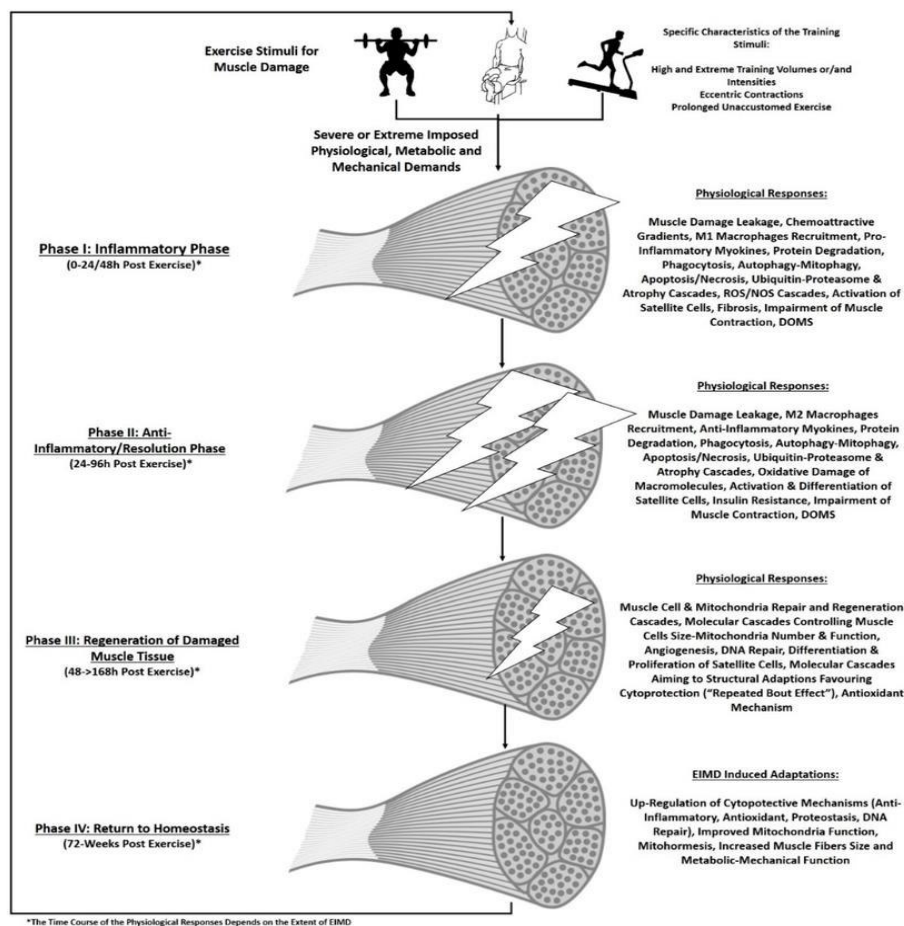 Exercise Stimuli for
Muscle Damage
Specific Characteristics of the Training
Stimuli:
High and Extreme Training Volumes or/and
Intensities
Eccentric Contractions
Prolonged Unaccustomed Exercise
Severe or Extreme Imposed
Physiological, Metabolic and
Mechanical Demands
Phase I: Inflammatory Phase
(0-24/48h Post Exercise)*
Physiological Responses:
Muscle Damage Leakage, Chemoattractive
Gradients, M1 Macrophages Recruitment, Pro-
Inflammatory Myokines, Protein Degradation,
Phagocytosis, Autophagy-Mitophagy,
Apoptosis/Necrosis, Ubiquitin-Proteasome &
Atrophy Cascades, ROS/NOS Cascades, Activation of
Satellite Cells, Fibrosis, Impairment of Muscle
Contraction, DOMS
Phase II: Anti-
Inflammatory/Resolution Phase
(24-96h Post Exercise)*
Physiological Responses:
Muscle Damage Leakage, M2 Macrophages
Recruitment, Anti-Inflammatory Myokines, Protein
Degradation, Phagocytosis, Autophagy-Mitophagy,
Apoptosis/Necrosis, Ubiquitin-Proteasome &
Atrophy Cascades, Oxidative Damage of
Macromolecules, Activation & Differentiation of
Satellite Cells, Insulin Resistance, Impairment of
Muscle Contraction, DOMS
Phase III: Regeneration of Damaged
Muscle Tissue
(48->168h Post Exercise)*
Physiological Responses:
Muscle Cell & Mitochondria Repair and Regeneration
Cascades, Molecular Cascades Controlling Muscle
Cells Size-Mitochondria Number & Function,
Angiogenesis, DNA Repair, Differentiation &
Proliferation of Satellite Cells, Molecular Cascades
Aiming to Structural Adaptions Favouring
Cytoprotection ("Repeated Bout Effect"), Antioxidant
Mechanism
Phase IV: Return to Homeostasis
(72-Weeks Post Exercise)*
EIMD Induced Adaptations:
Up-Regulation of Cytopotective Mechanisms (Anti-
Inflammatory, Antioxidant, Proteostasis, DNA
Repair), Improved Mitochondria Function,
Mitohormesis, Increased Muscle Fibers Size and
Metabolic-Mechanical Function
*The Time Course of the Physiological Responses Depends on the Extent of EIMD